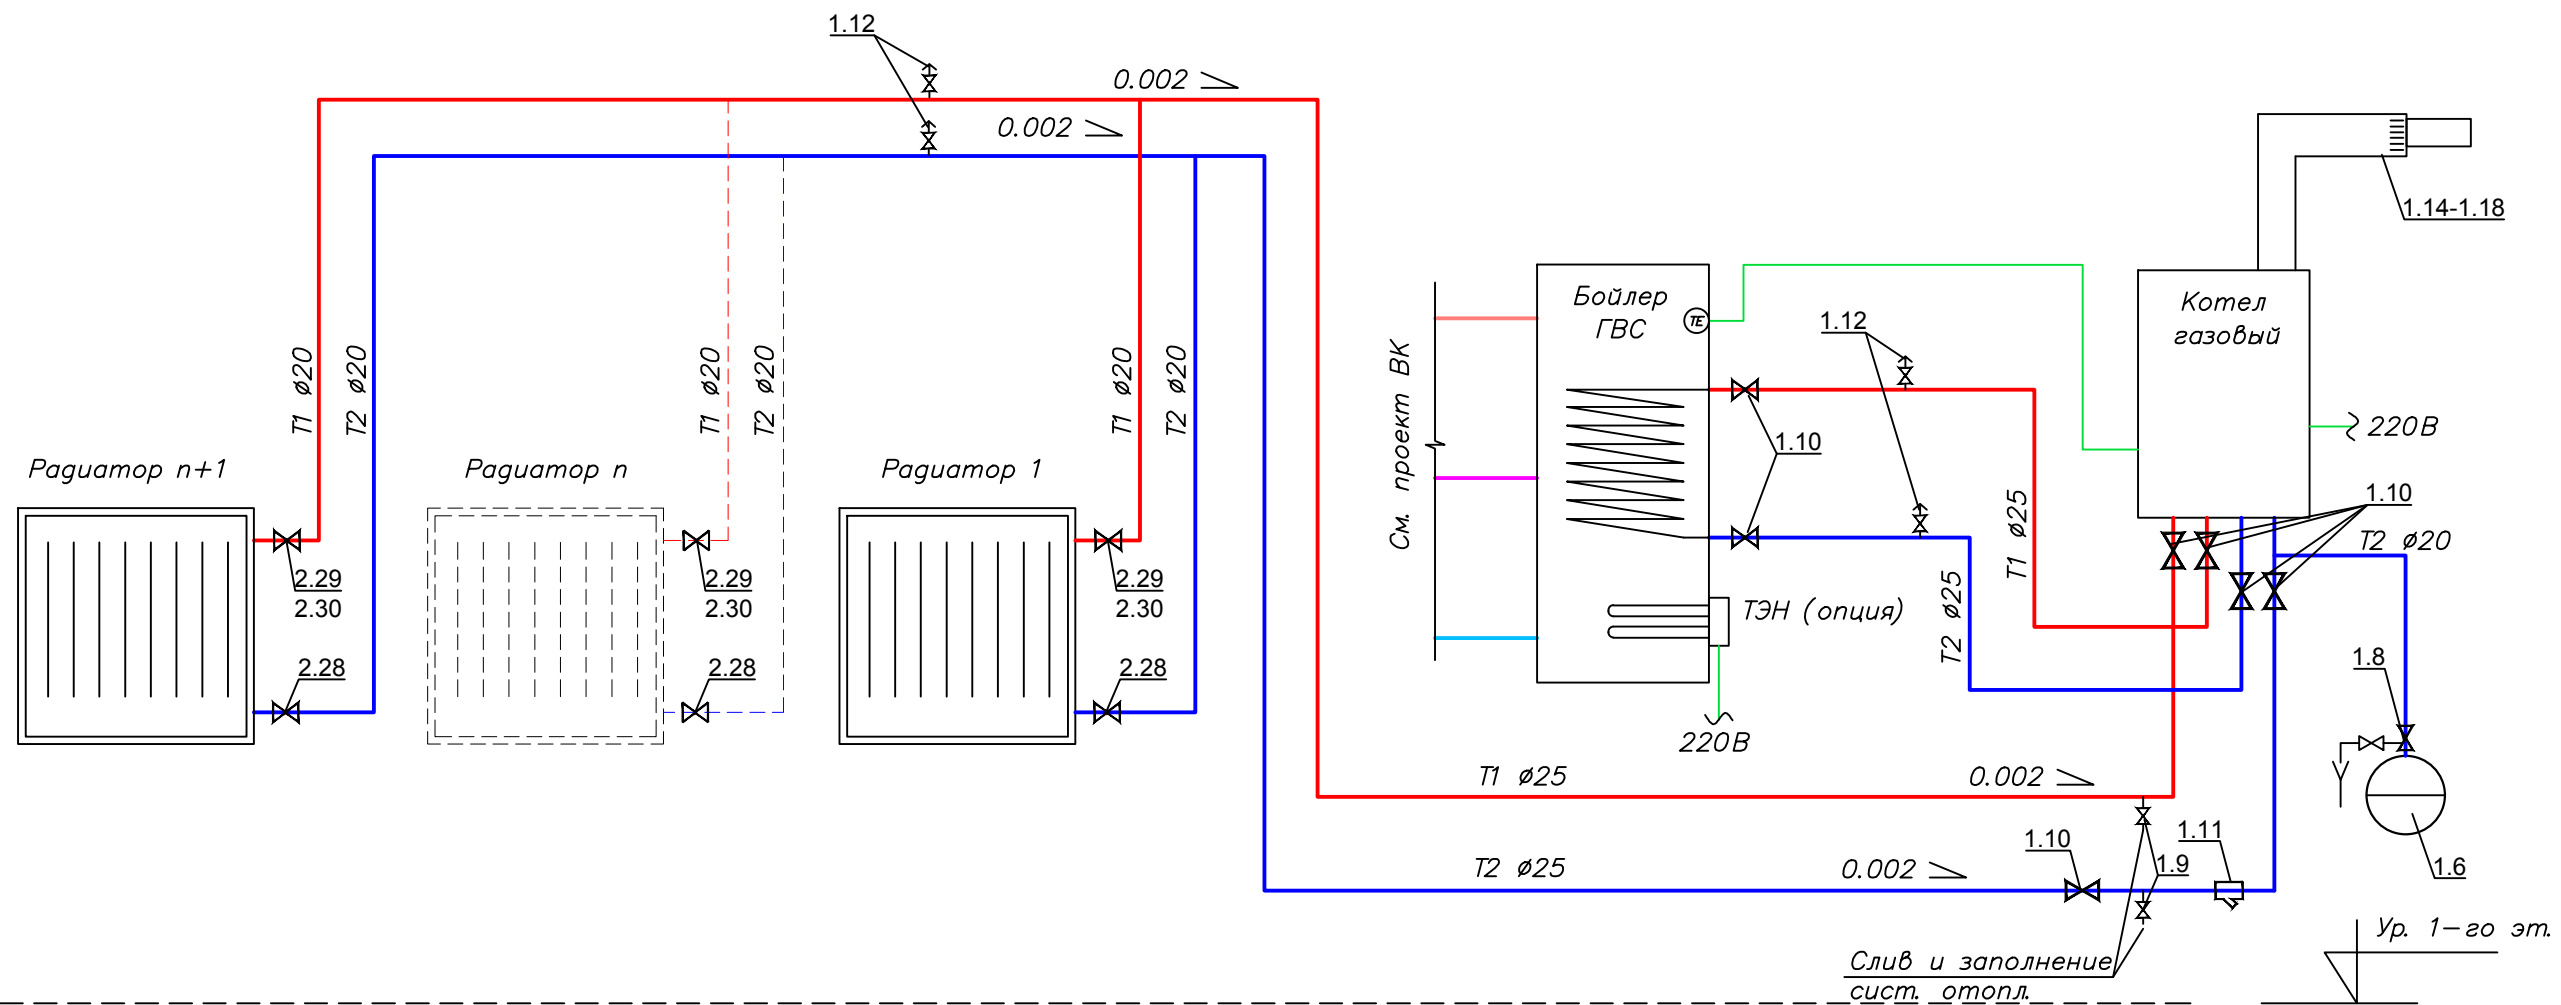 1.12
0.002
0.002
1.14-1.18
Бойлер
ГВС
TE
Котел
газовый
1.12
См. проект ВК
T1 ø20
T2 ø20
T1 ø20
T2 ø20
T1 ø20
T2 ø20
220В
1.10
Радиатор n+1
Радиатор n
Радиатор 1
1.10
T1 ø25
T2 ø20
2.29
2.30
2.29
2.30
2.29
2.30
ТЭН (опция)
T2 ø25
2.28
2.28
2.28
1.8
220В
T1 ø25
0.002
1.10
1.11
T2 ø25
0.002
1.9
1.6
Ур. 1-го эт.
Слив и заполнение
сист. отопл.